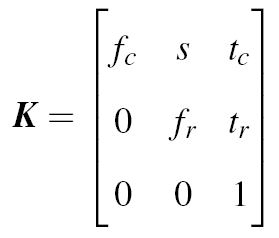 f_c s t_c
K = 0 f_r t_r
0 0 1